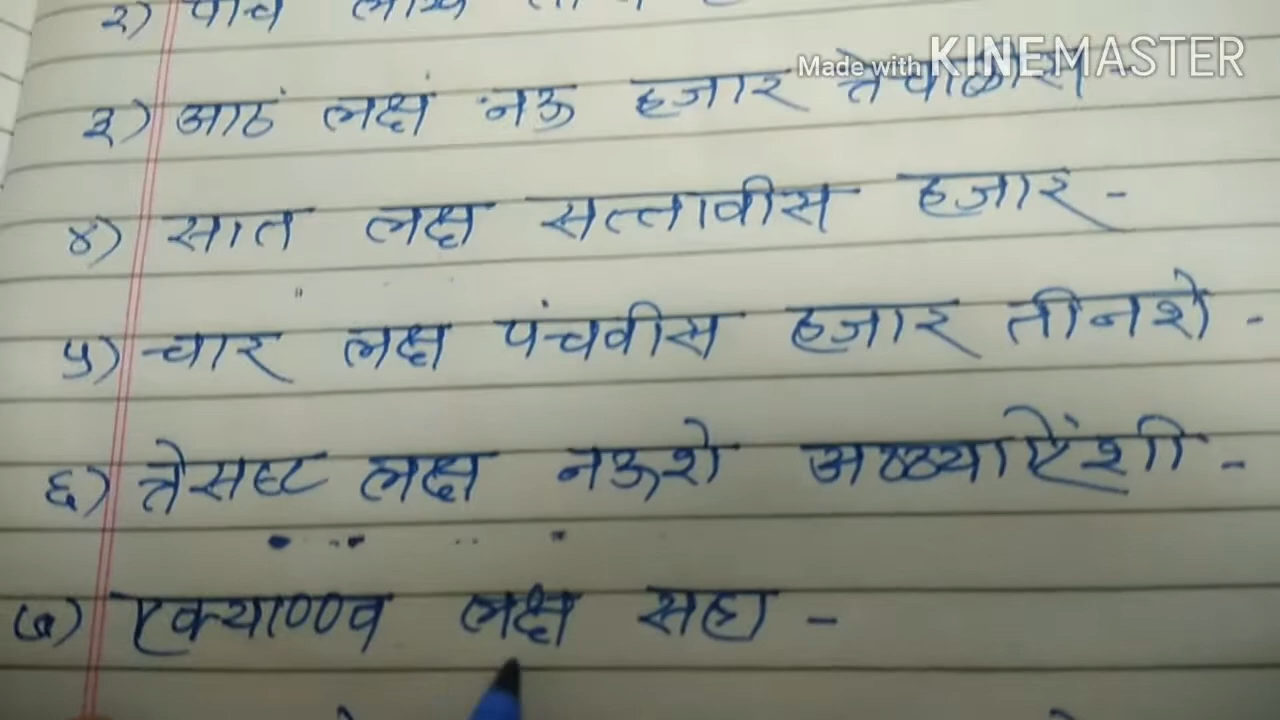 २) पाच लाख
Made with KINEMASTER
३) आठं लक्षं नऊ हजार त्रेचाळीस -
४) सात लक्ष सत्तावीस हजार -
५) चार लक्ष पंचवीस हजार तीनशे -
६) त्रेसष्ट लक्ष नऊशे अठ्ठ्याऐंशी -
७) एक्याण्णव लक्ष सहा -